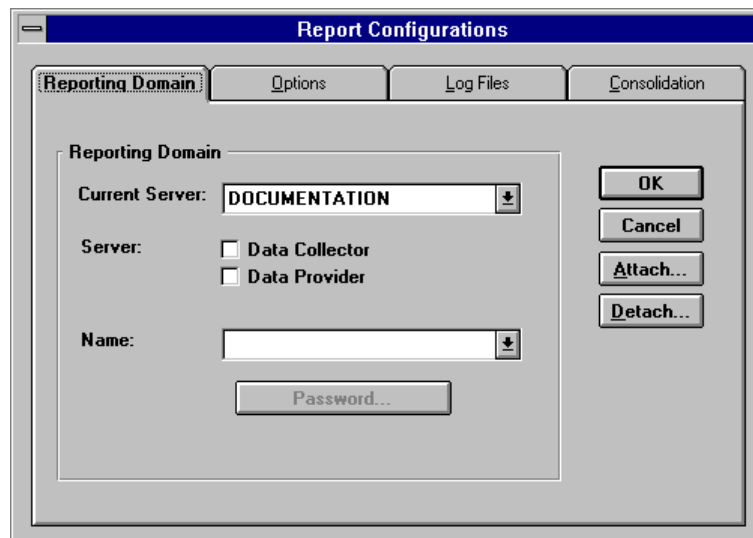 Report Configurations
Reporting Domain
Options
Log Files
Consolidation
Reporting Domain
Current Server: DOCUMENTATION
Server:
Data Collector
Data Provider
Name:
Password...
OK
Cancel
Attach...
Detach...